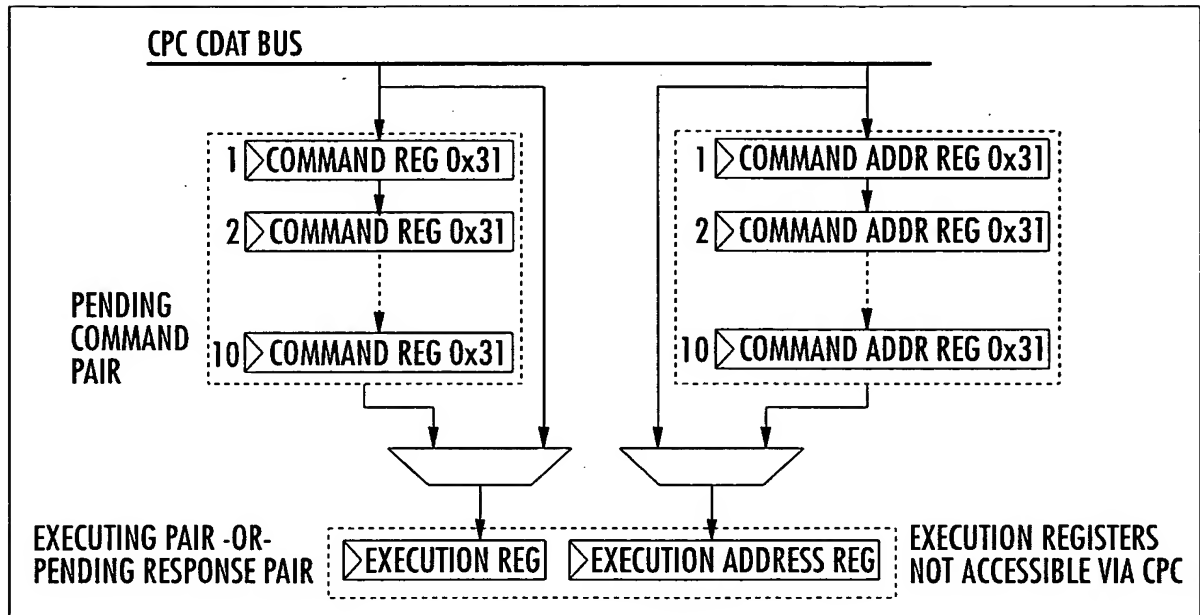 CPC CDAT BUS
1 COMMAND REG 0x31
2 COMMAND REG 0x31
10 COMMAND REG 0x31
PENDING
COMMAND
PAIR
1 COMMAND ADDR REG 0x31
2 COMMAND ADDR REG 0x31
10 COMMAND ADDR REG 0x31
EXECUTING PAIR -OR-
PENDING RESPONSE PAIR
EXECUTION REG
EXECUTION ADDRESS REG
EXECUTION REGISTERS
NOT ACCESSIBLE VIA CPC